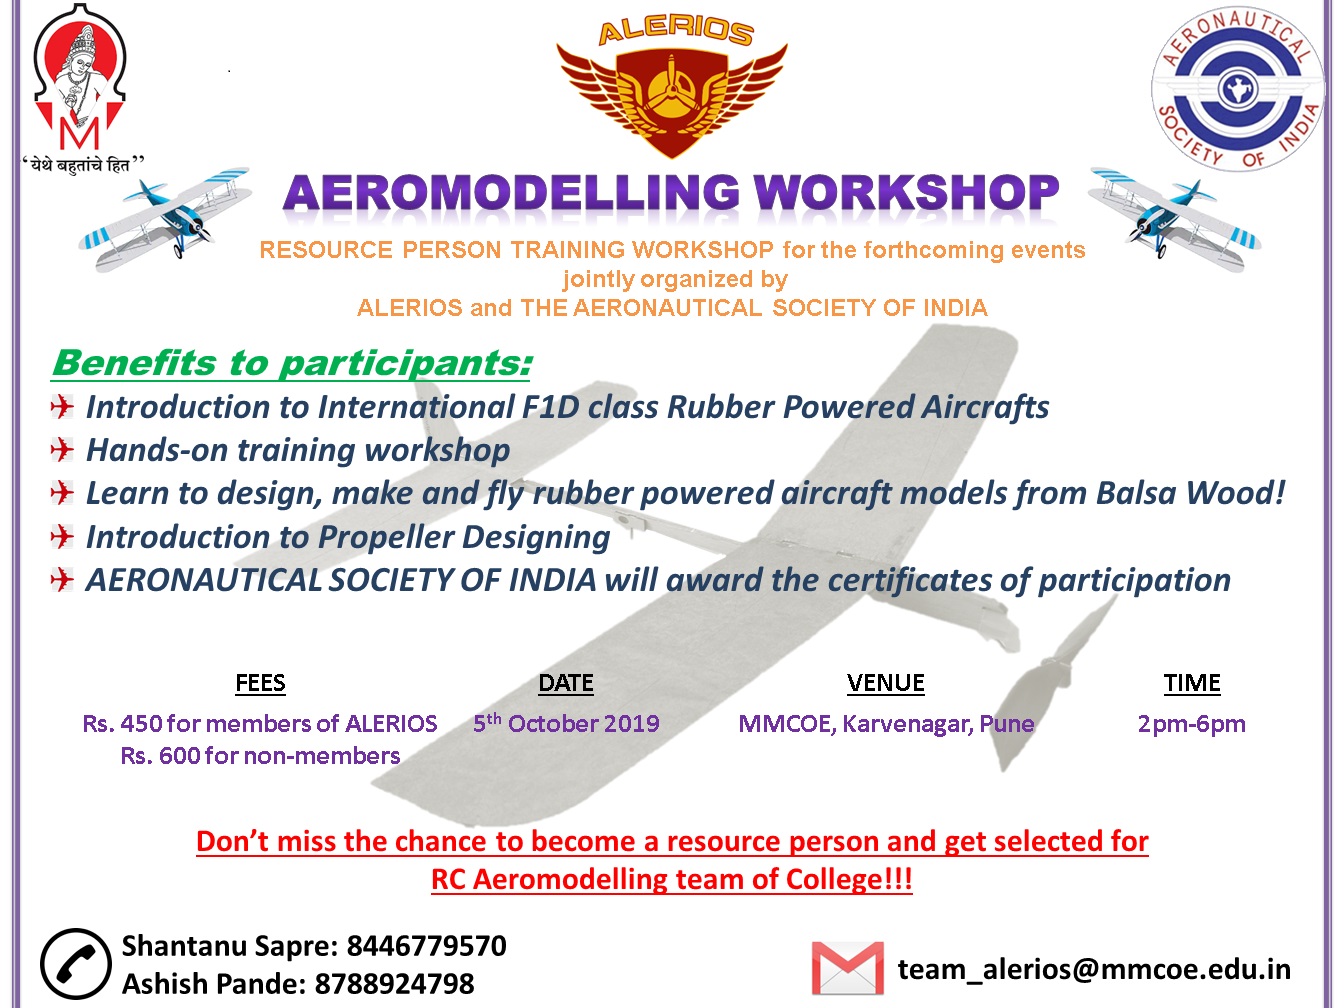 ALERIOS
AERONAUTICAL
SOCIETY OF INDIA
M
‘येथे बहुतांचे हित’’
AEROMODELLING WORKSHOP
RESOURCE PERSON TRAINING WORKSHOP for the forthcoming events
jointly organized by
ALERIOS and THE AERONAUTICAL SOCIETY OF INDIA
Benefits to participants:
Introduction to International F1D class Rubber Powered Aircrafts
Hands-on training workshop
Learn to design, make and fly rubber powered aircraft models from Balsa Wood!
Introduction to Propeller Designing
AERONAUTICAL SOCIETY OF INDIA will award the certificates of participation
FEES DATE VENUE TIME
Rs. 450 for members of ALERIOS 5th October 2019 MMCOE, Karvenagar, Pune 2pm-6pm
Rs. 600 for non-members
Don’t miss the chance to become a resource person and get selected for
RC Aeromodelling team of College!!!
Shantanu Sapre: 8446779570
Ashish Pande: 8788924798
team_alerios@mmcoe.edu.in